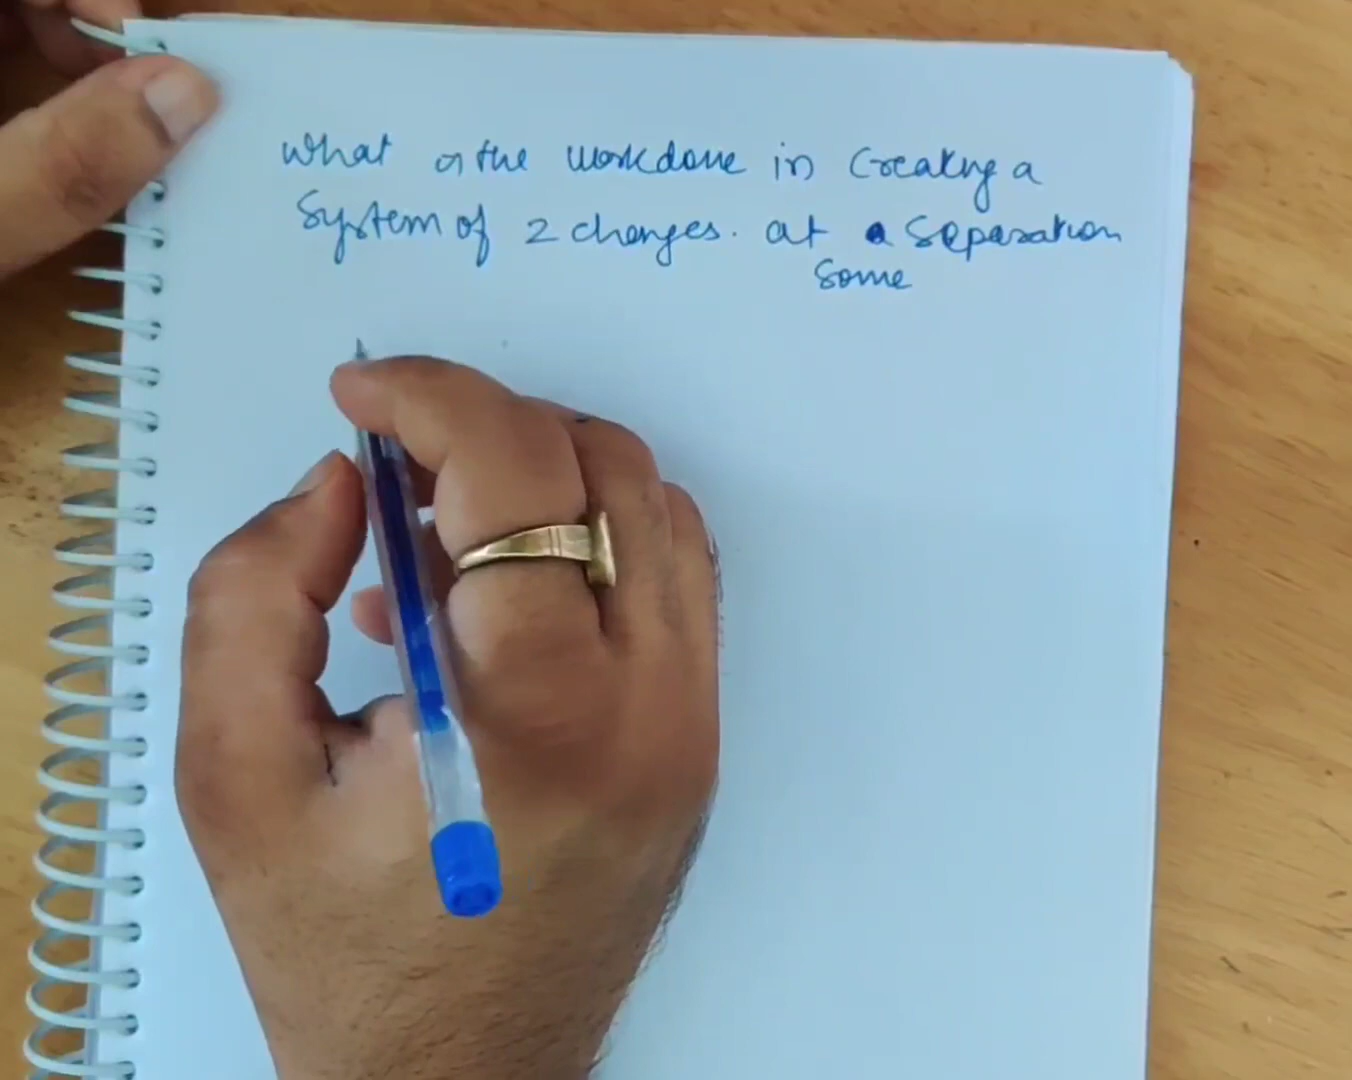 What is the workdone in Creating a
System of 2 charges. at a separation
Some